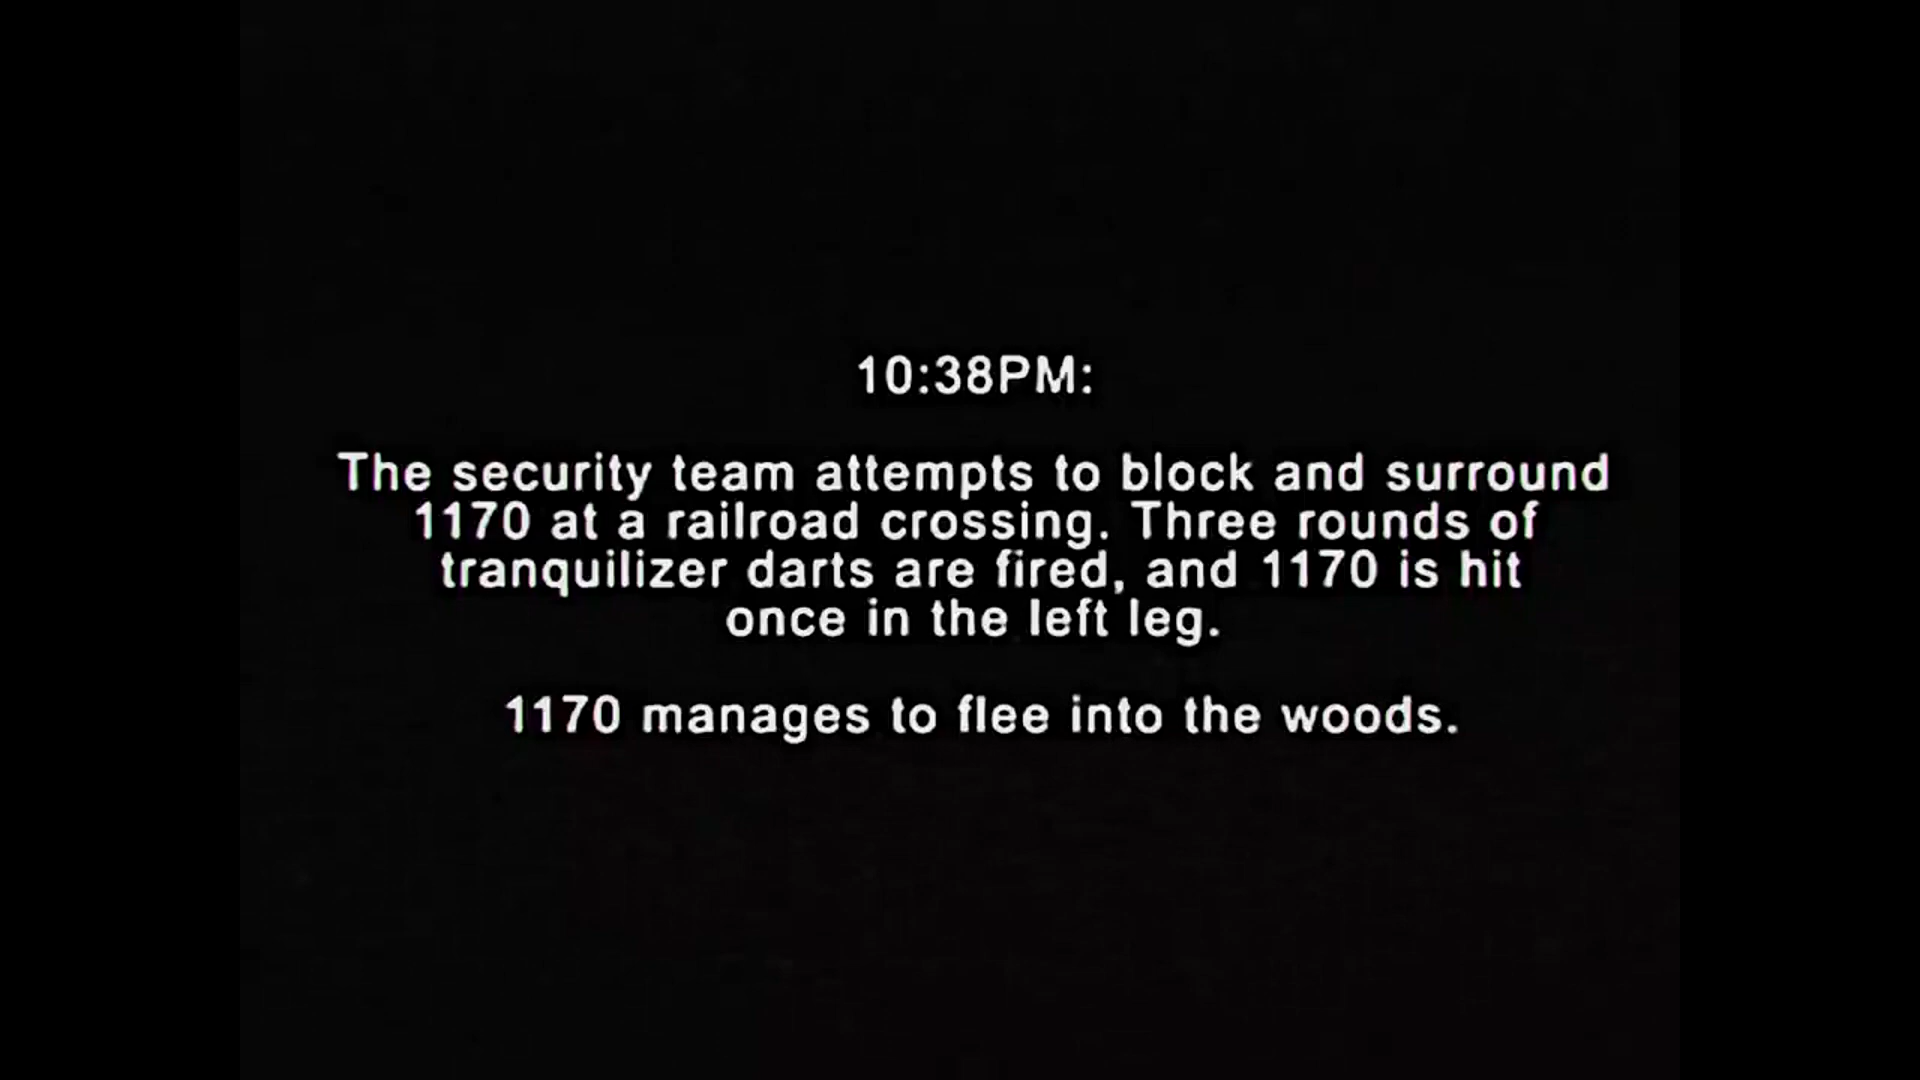 10:38PM:
The security team attempts to block and surround
1170 at a railroad crossing. Three rounds of
tranquilizer darts are fired, and 1170 is hit
once in the left leg.
1170 manages to flee into the woods.